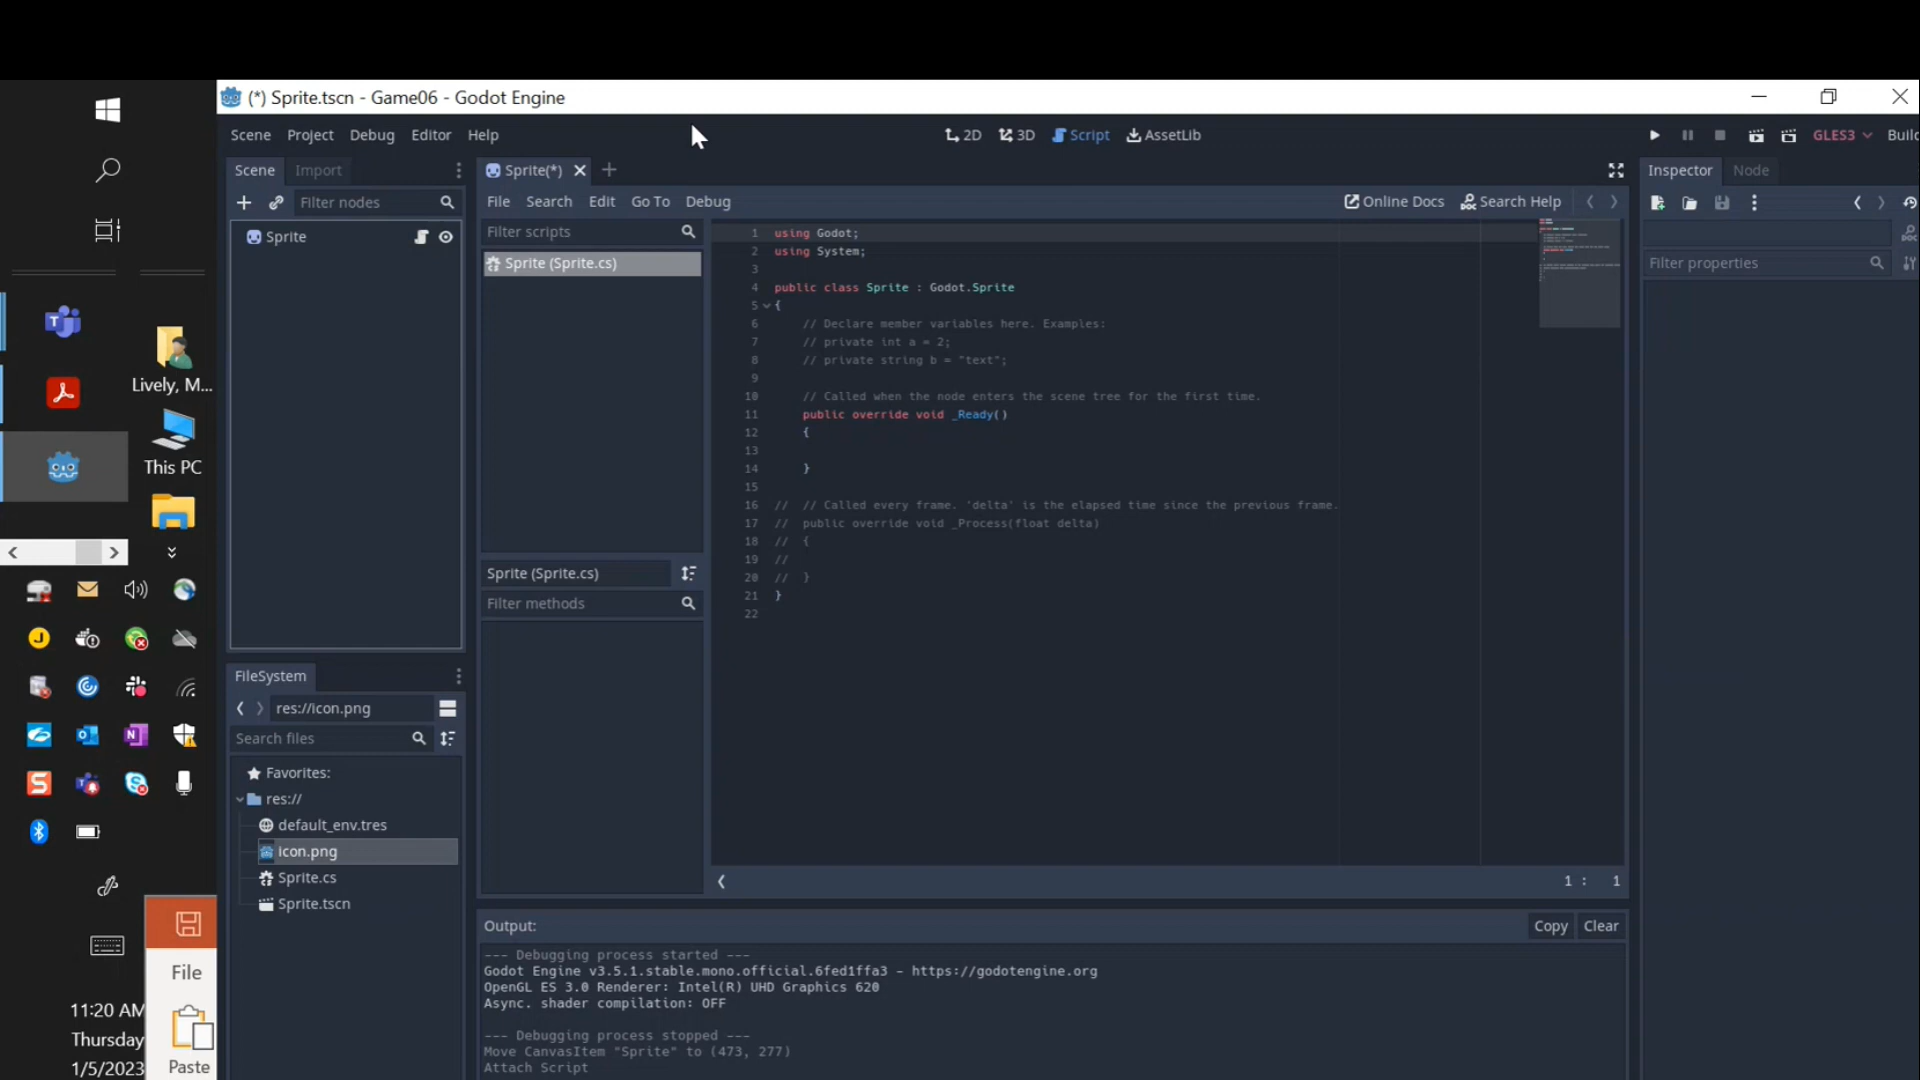 (*) Sprite.tscn - Game06 - Godot Engine
Scene Project Debug Editor Help
2D 3D Script AssetLib
GLES3
Scene Import
Sprite(*)
Inspector Node
Filter nodes
File Search Edit Go To Debug
Online Docs Search Help
Filter scripts
Filter properties
Sprite
Sprite (Sprite.cs)
1 using Godot;
2 using System;
3
4 public class Sprite : Godot.Sprite
5 {
6 // Declare member variables here. Examples:
7 // private int a = 2;
8 // private string b = "text";
9
10 // Called when the node enters the scene tree for the first time.
11 public override void _Ready()
12 {
13
14 }
15
16 // // Called every frame. 'delta' is the elapsed time since the previous frame.
17 // public override void _Process(float delta)
18 // {
19 //
20 // }
21 }
22
Sprite (Sprite.cs)
Filter methods
1 : 1
FileSystem
res://icon.png
Search files
Favorites:
res://
default_env.tres
icon.png
Sprite.cs
Sprite.tscn
Output:
Copy Clear
--- Debugging process started ---
Godot Engine v3.5.1.stable.mono.official.6fed1ffa3 - https://godotengine.org
OpenGL ES 3.0 Renderer: Intel(R) UHD Graphics 620
Async. shader compilation: OFF
--- Debugging process stopped ---
Move CanvasItem "Sprite" to (473, 277)
Attach Script
Lively, M...
This PC
File
Paste
11:20 AM
Thursday
1/5/2023